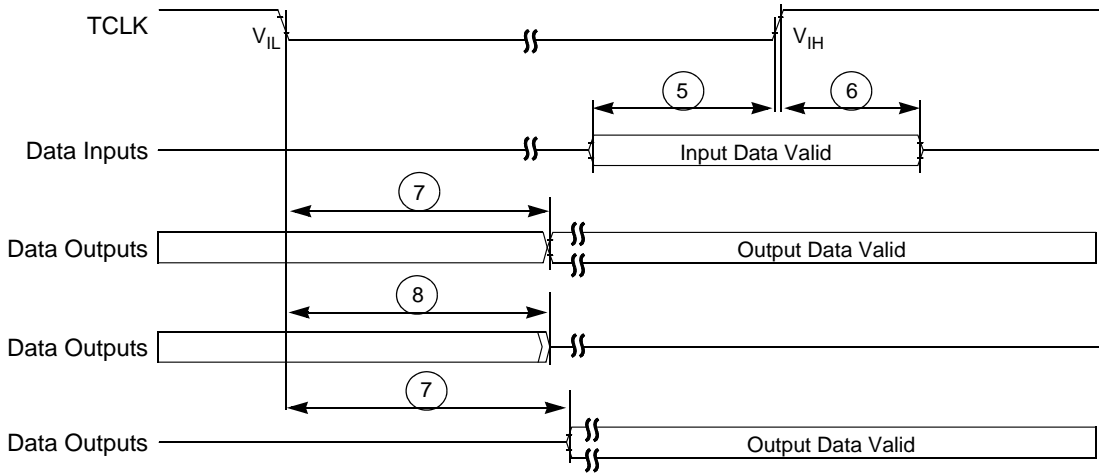 TCLK
VIL
VIH
5
6
Data Inputs
Input Data Valid
7
Data Outputs
Output Data Valid
8
Data Outputs
7
Data Outputs
Output Data Valid